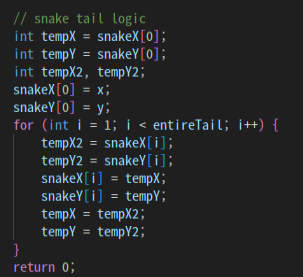 // snake tail logic
int tempX = snakeX[0];
int tempY = snakeY[0];
int tempX2, tempY2;
snakeX[0] = x;
snakeY[0] = y;
for (int i = 1; i < entireTail; i++) {
    tempX2 = snakeX[i];
    tempY2 = snakeY[i];
    snakeX[i] = tempX;
    snakeY[i] = tempY;
    tempX = tempX2;
    tempY = tempY2;
}
return 0;